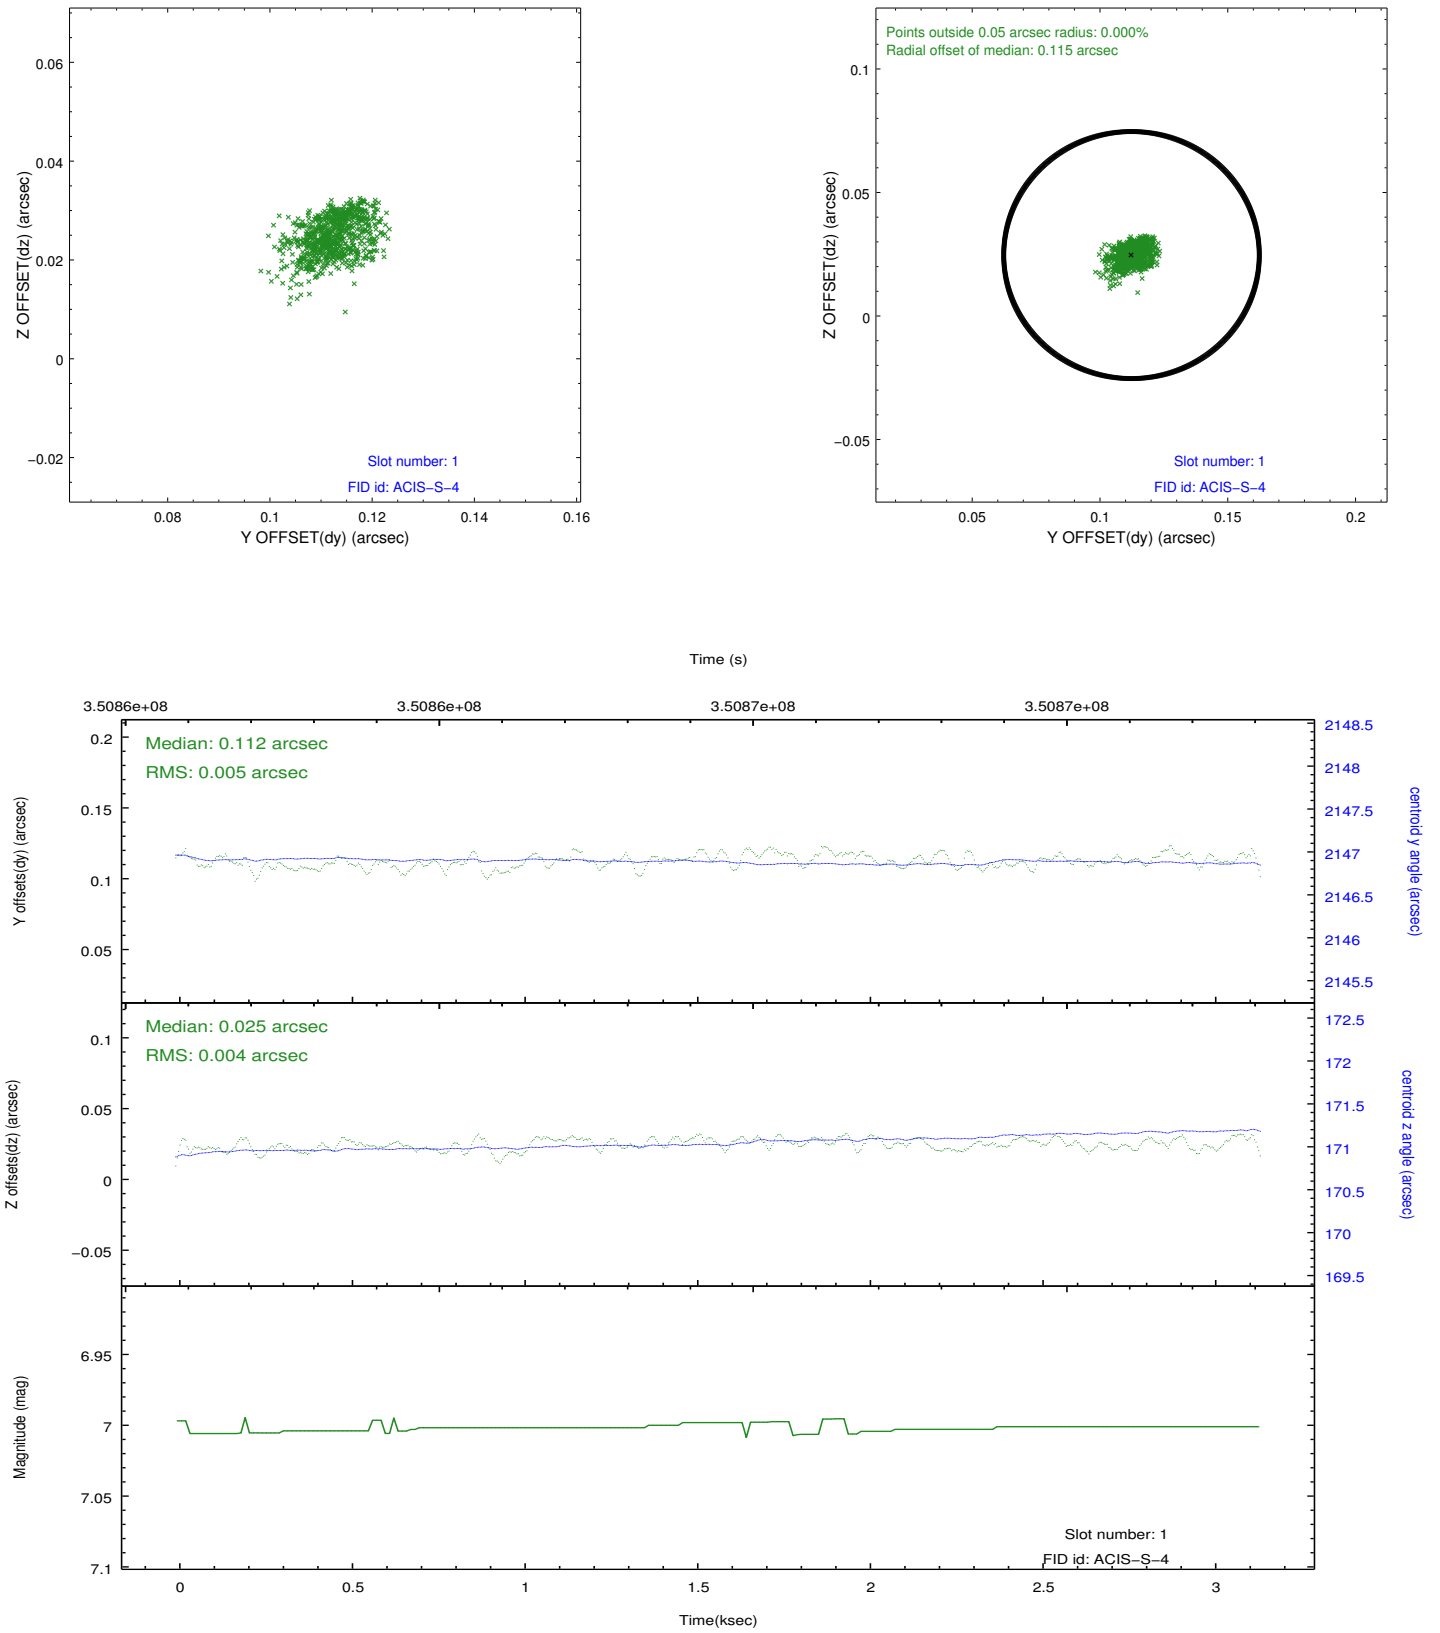 0.06
0.04
0.02
0
−0.02
Z OFFSET(dz) (arcsec)
Slot number: 1
FID id: ACIS−S−4
0.08 0.1 0.12 0.14 0.16
Y OFFSET(dy) (arcsec)
Points outside 0.05 arcsec radius: 0.000%
Radial offset of median: 0.115 arcsec
0.1
0.05
0
−0.05
Z OFFSET(dz) (arcsec)
Slot number: 1
FID id: ACIS−S−4
0.05 0.1 0.15 0.2
Y OFFSET(dy) (arcsec)
Time (s)
3.5086e+08 3.5086e+08 3.5087e+08 3.5087e+08
Median: 0.112 arcsec
RMS: 0.005 arcsec
0.2
0.15
0.1
0.05
Y offsets(dy) (arcsec)
2148.5
2148
2147.5
2147
2146.5
2146
2145.5
centroid y angle (arcsec)
Median: 0.025 arcsec
RMS: 0.004 arcsec
0.1
0.05
0
−0.05
Z offsets(dz) (arcsec)
172.5
172
171.5
171
170.5
170
169.5
centroid z angle (arcsec)
6.95
7
7.05
7.1
Magnitude (mag)
Slot number: 1
FID id: ACIS−S−4
0 0.5 1 1.5 2 2.5 3
Time(ksec)